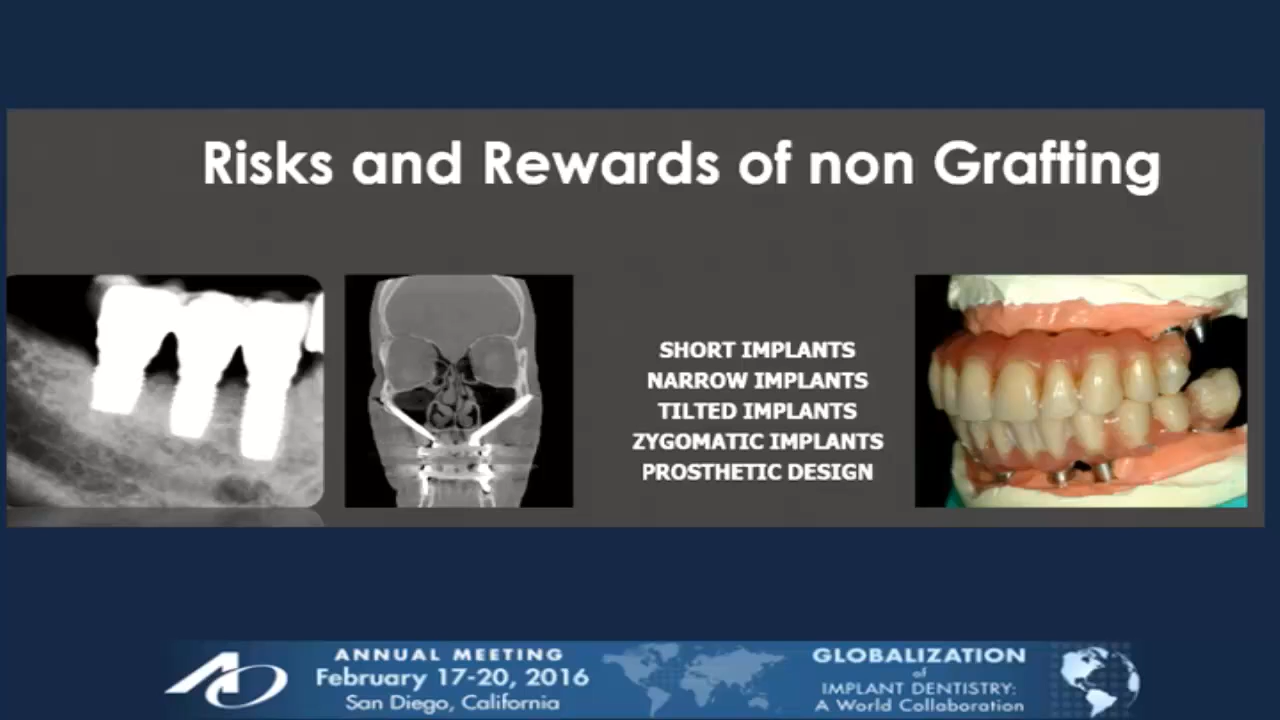 Risks and Rewards of non Grafting
SHORT IMPLANTS
NARROW IMPLANTS
TILTED IMPLANTS
ZYGOMATIC IMPLANTS
PROSTHETIC DESIGN
AO
ANNUAL MEETING
February 17-20, 2016
San Diego, California
GLOBALIZATION
of
IMPLANT DENTISTRY:
A World Collaboration